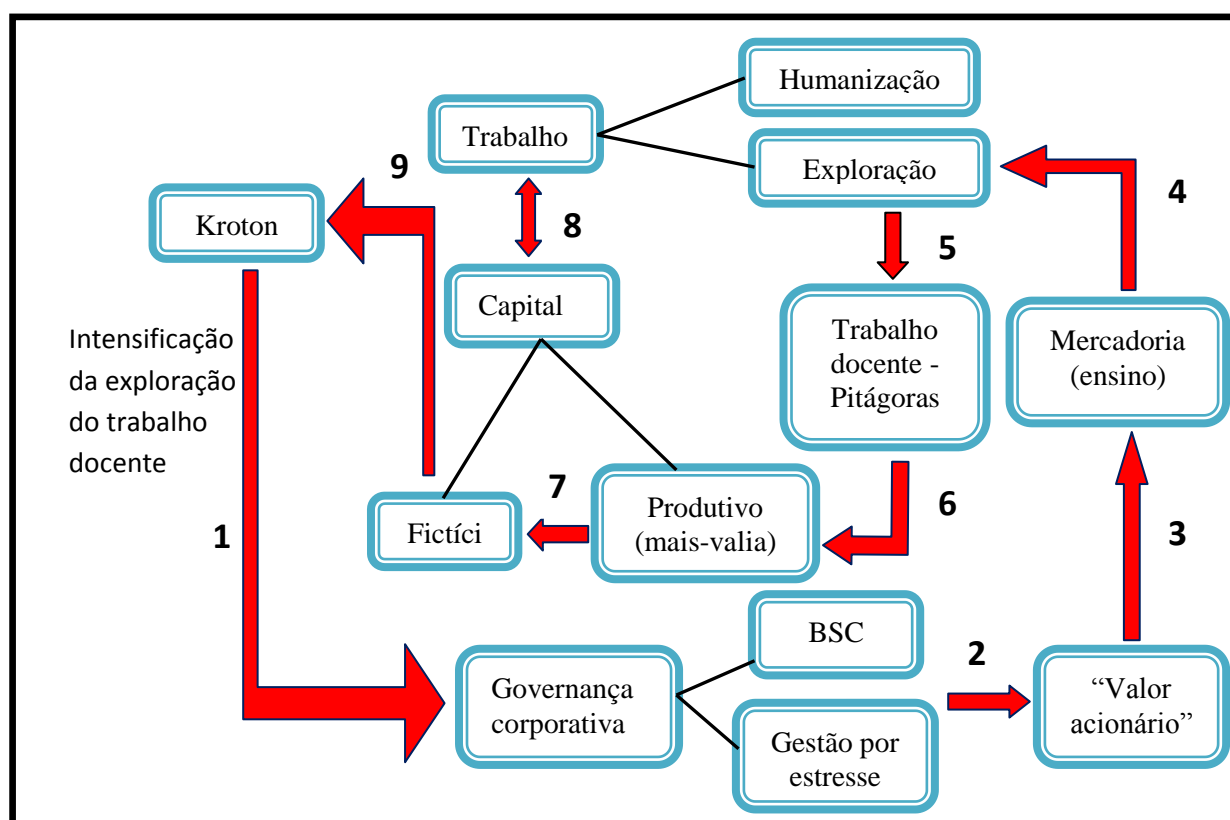 Humanização
Trabalho
9
Exploração
4
Kroton
8
5
Capital
Trabalho
docente -
Pitágoras
Mercadoria
(ensino)
Intensificação
da exploração
do trabalho
docente
1
Fictíci
7
Produtivo
(mais-valia)
6
3
BSC
2
Governança
corporativa
Gestão por
estresse
“Valor
acionário”